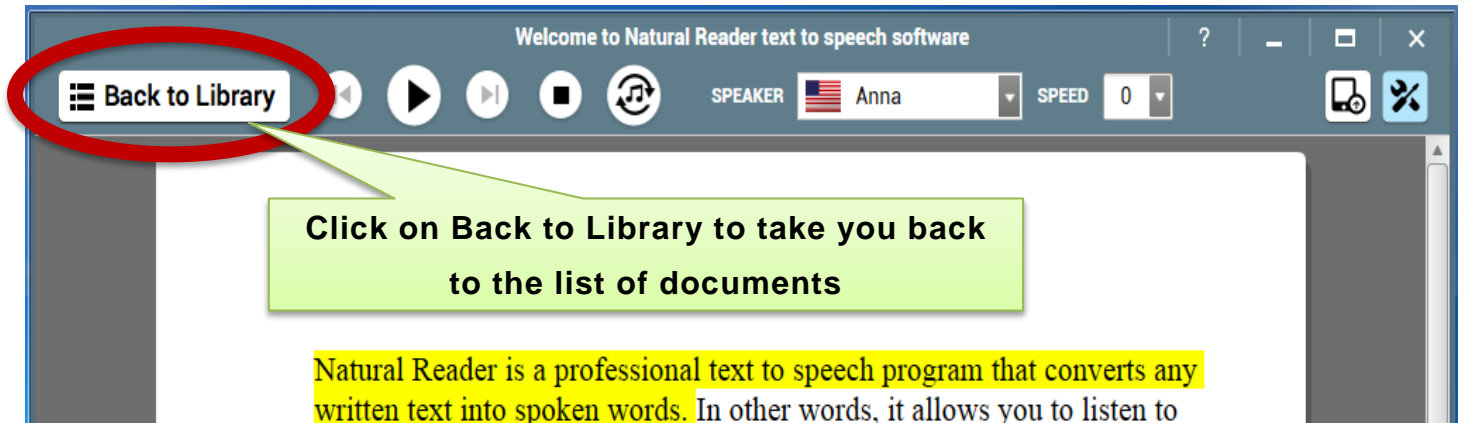 Welcome to Natural Reader text to speech software ?
Back to Library SPEAKER Anna SPEED 0
Click on Back to Library to take you back
to the list of documents
Natural Reader is a professional text to speech program that converts any
written text into spoken words. In other words, it allows you to listen to